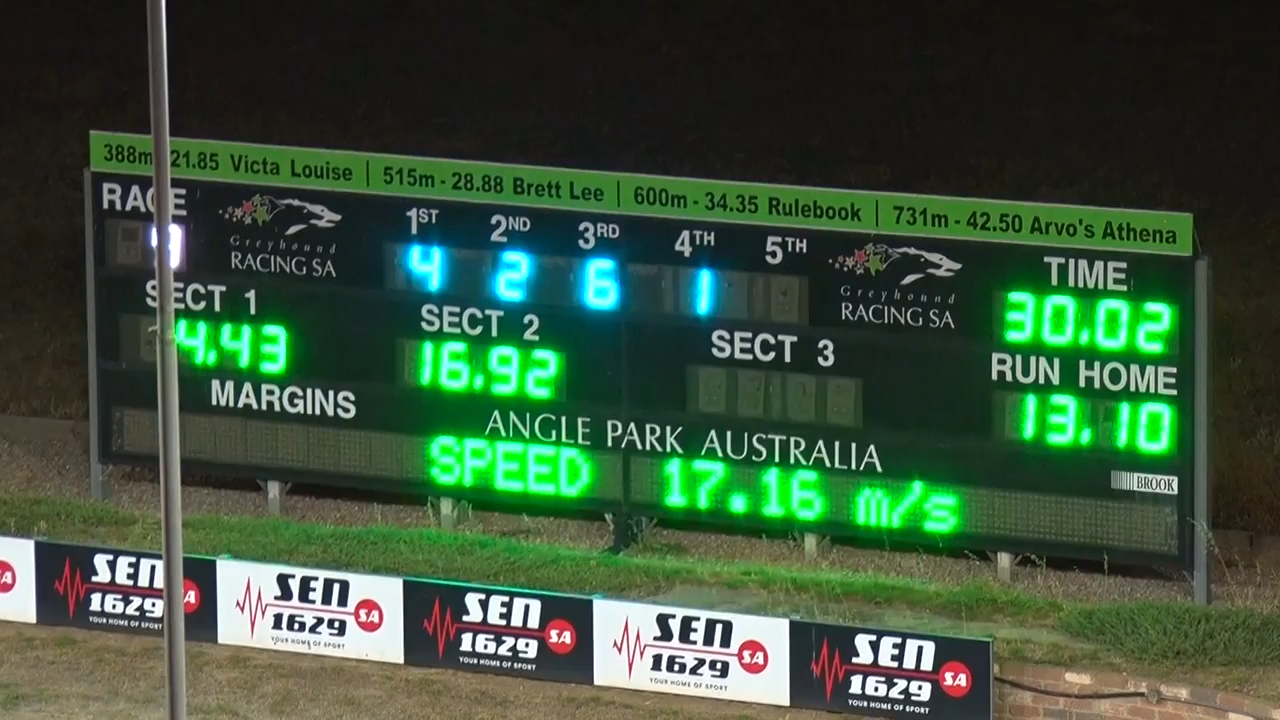 388m - 21.85 Victa Louise | 515m - 28.88 Brett Lee | 600m - 34.35 Rulebook | 731m - 42.50 Arvo's Athena
RACE
Greyhound
RACING SA
1ST 2ND 3RD 4TH 5TH
4 2 6 1
Greyhound
RACING SA
TIME
30.02
SECT 1
4.43
SECT 2
16.92
SECT 3
RUN HOME
13.10
MARGINS
ANGLE PARK AUSTRALIA
SPEED 17.16 m/s
BROOK
A
SEN
1629 A
YOUR HOME OF SPORT
SEN
1629 SA
YOUR HOME OF SPORT
SEN
1629 SA
YOUR HOME OF SPORT
SEN
1629 SA
YOUR HOME OF SPORT
SEN
1629 SA
YOUR HOME OF SPORT